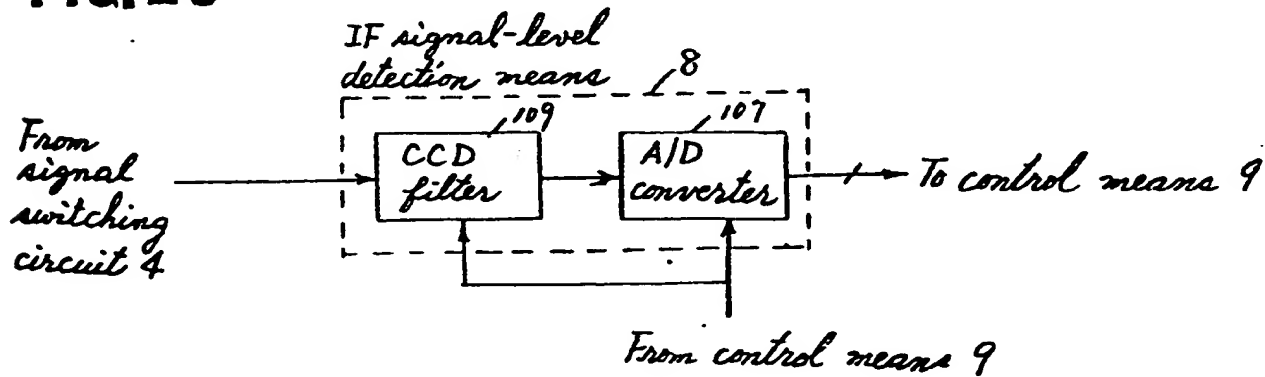 IF signal-level
detection means
8
109
107
From
signal
switching
circuit 4
CCD
filter
A/D
converter
To control means 9
From control means 9